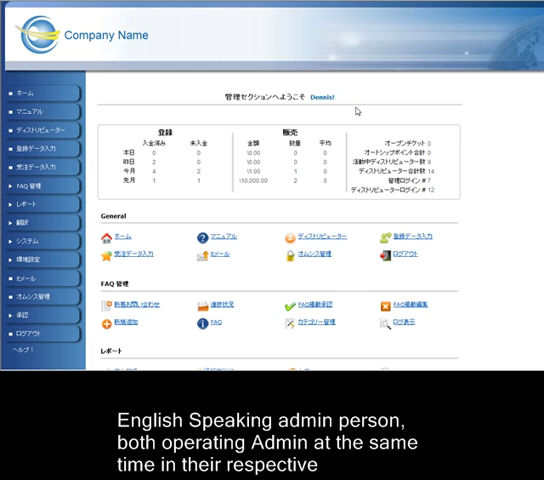 Company Name
ホーム
マニュアル
ディストリビューター
登録データ入力
受注データ入力
FAQ 管理
レポート
翻訳
システム
環境設定
Eメール
オムシス管理
承認
ログアウト
ヘルプ!
管理セクションへようこそ Dennis!
登録 販売
入金済み 未入金 金額 数量 平均
本日 0 0 \0.00 0 0
昨日 2 0 \0.00 0 0
今月 4 2 \1.00 1 0
先月 1 1 \10,000.00 2 0
オープンチケット 0
オートシップポイント合計 0
活動中ディストリビューター数 9
ディストリビューター合計数 14
管理ログイン # 7
ディストリビューターログイン # 12
General
ホーム マニュアル ディストリビューター 登録データ入力
受注データ入力 Eメール オムシス管理 ログアウト
FAQ 管理
新着お問い合わせ 進捗状況 FAQ掲載承認 FAQ掲載編集
新規追加 FAQ カテゴリー管理 ログ表示
レポート
English Speaking admin person,
both operating Admin at the same
time in their respective